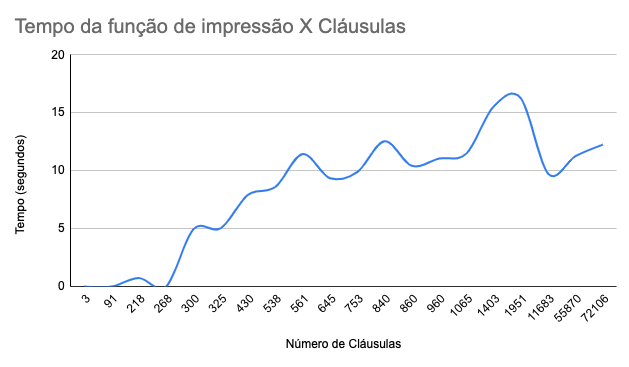 Tempo da função de impressão X Cláusulas
20
15
10
5
0
Tempo (segundos)
3 91 218 268 300 325 430 538 561 645 753 840 860 960 1065 1403 1951 11683 55870 72106
Número de Cláusulas